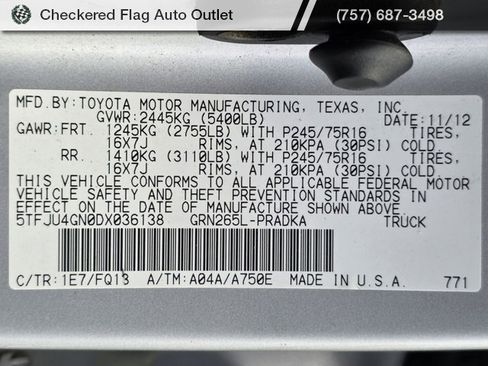 Checkered Flag Auto Outlet (757) 687-3498
MFD.BY:TOYOTA MOTOR MANUFACTURING, TEXAS, INC.
GVWR:2445KG (5400LB) DATE:11/12
GAWR:FRT. 1245KG (2755LB) WITH P245/75R16 TIRES,
16X7J RIMS, AT 210KPA (30PSI) COLD.
RR. 1410KG (3110LB) WITH P245/75R16 TIRES,
16X7J RIMS, AT 210KPA (30PSI) COLD.
THIS VEHICLE CONFORMS TO ALL APPLICABLE FEDERAL MOTOR
VEHICLE SAFETY AND THEFT PREVENTION STANDARDS IN
EFFECT ON THE DATE OF MANUFACTURE SHOWN ABOVE.
5TFJU4GN0DX036138 GRN265L-PRADKA TRUCK
C/TR:1E7/FQ13 A/TM:A04A/A750E MADE IN U.S.A. 771